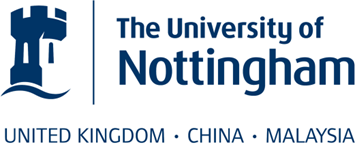 The University of
Nottingham
UNITED KINGDOM · CHINA · MALAYSIA